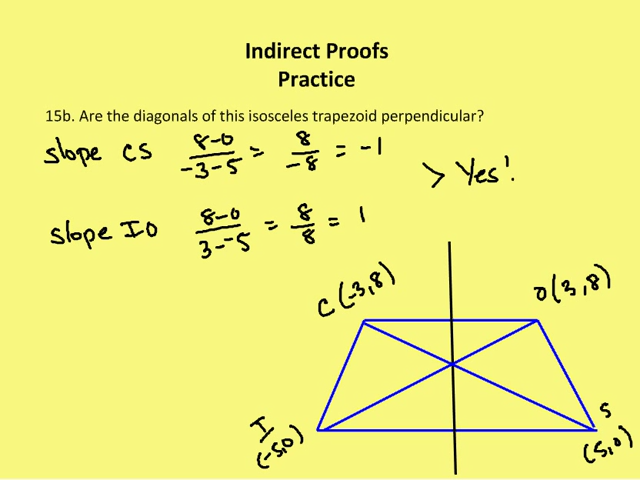 Indirect Proofs
Practice
15b. Are the diagonals of this isosceles trapezoid perpendicular?
slope CS 8-0/-3-5 = 8/-8 = -1
> Yes!
slope IO 8-0/3--5 = 8/8 = 1
C(-3,8) O(3,8)
I S
(-5,0) (5,0)